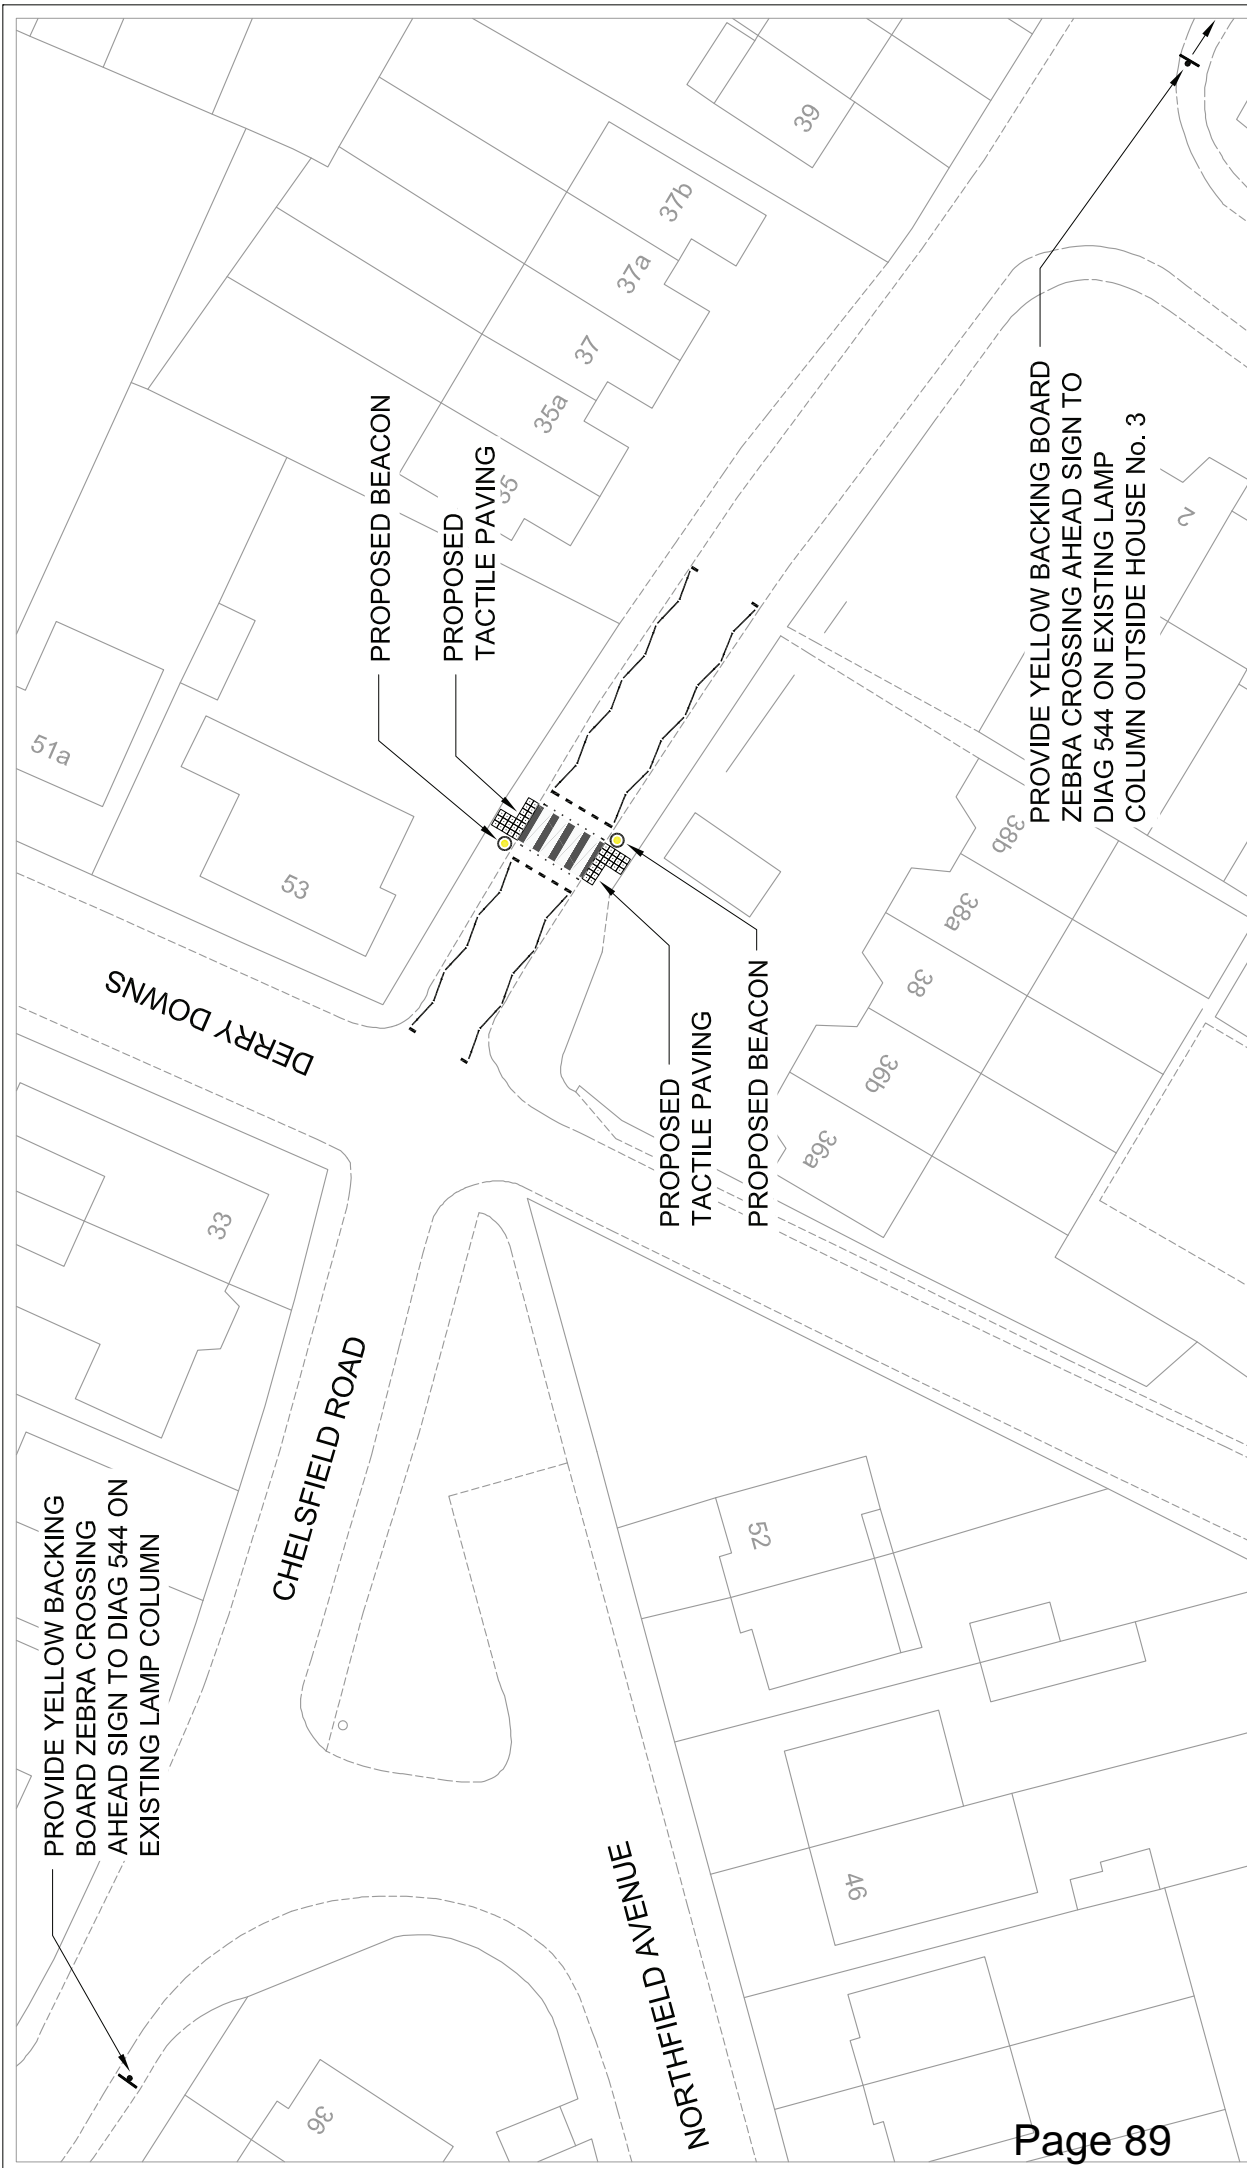 PROVIDE YELLOW BACKING
BOARD ZEBRA CROSSING
AHEAD SIGN TO DIAG 544 ON
EXISTING LAMP COLUMN
CHELSFIELD ROAD
NORTHFIELD AVENUE
DERRY DOWNS
PROPOSED BEACON
PROPOSED
TACTILE PAVING
PROPOSED
TACTILE PAVING
PROPOSED BEACON
PROVIDE YELLOW BACKING BOARD
ZEBRA CROSSING AHEAD SIGN TO
DIAG 544 ON EXISTING LAMP
COLUMN OUTSIDE HOUSE No. 3
36
33
46
52
53
51a
35
35a
37
37a
37b
39
36a
36b
38
38a
38b
2
Page 89